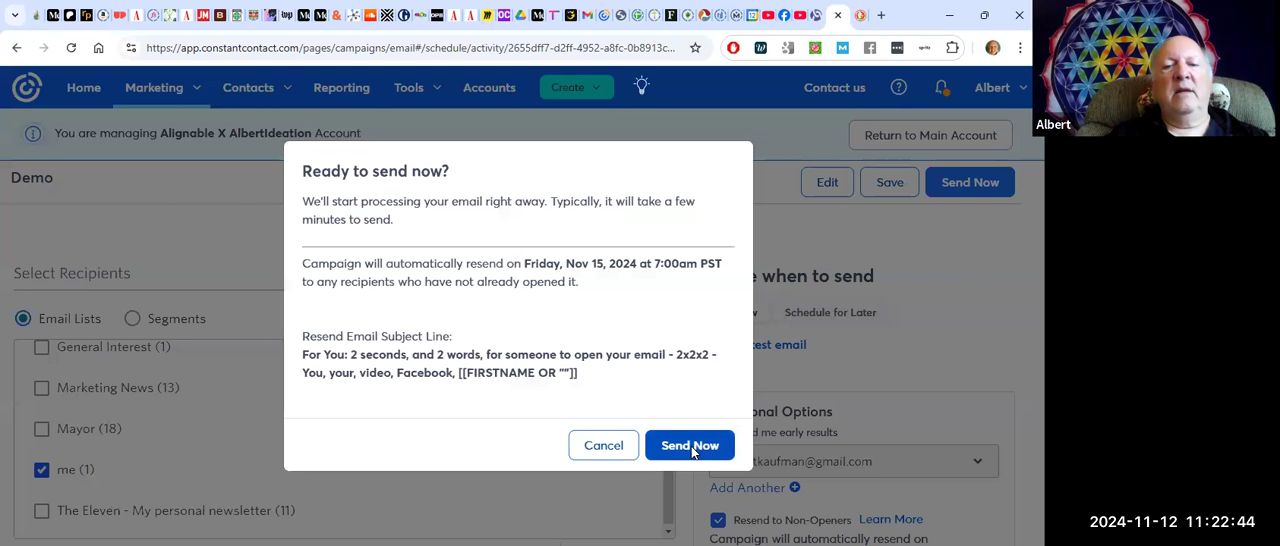 https://app.constantcontact.com/pages/campaigns/email#/schedule/activity/2655dff7-d2ff-4952-a8fc-0b8913c...
Home
Marketing
Contacts
Reporting
Tools
Accounts
Create
Contact us
Albert
Albert
You are managing Alignable X AlbertIdeation Account
Return to Main Account
Demo
Edit
Save
Send Now
Ready to send now?
We'll start processing your email right away. Typically, it will take a few
minutes to send.
Campaign will automatically resend on Friday, Nov 15, 2024 at 7:00am PST
to any recipients who have not already opened it.
Resend Email Subject Line:
For You: 2 seconds, and 2 words, for someone to open your email - 2x2x2 -
You, your, video, Facebook, [[FIRSTNAME OR ""]]
Cancel
Send Now
Select Recipients
Email Lists
Segments
General Interest (1)
Marketing News (13)
Mayor (18)
me (1)
The Eleven - My personal newsletter (11)
when to send
Schedule for Later
est email
onal Options
d me early results
tkaufman@gmail.com
Add Another
Resend to Non-Openers Learn More
Campaign will automatically resend on
2024-11-12 11:22:44